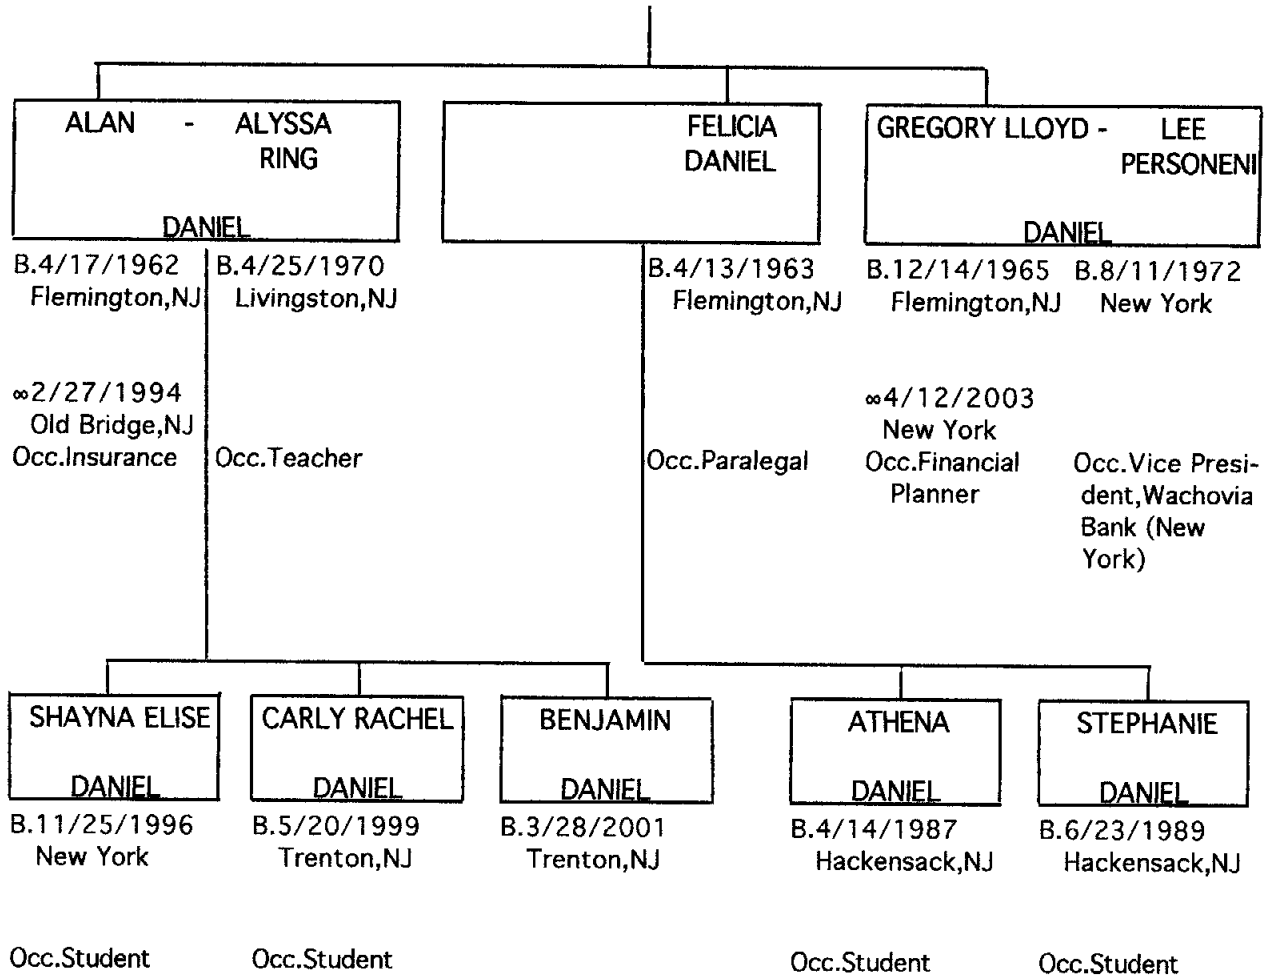 ALAN - ALYSSA
RING
DANIEL
B.4/17/1962 B.4/25/1970
Flemington,NJ Livingston,NJ
∞2/27/1994
Old Bridge,NJ
Occ.Insurance Occ.Teacher
FELICIA
DANIEL
B.4/13/1963
Flemington,NJ
Occ.Paralegal
GREGORY LLOYD - LEE
PERSONENI
DANIEL
B.12/14/1965 B.8/11/1972
Flemington,NJ New York
∞4/12/2003
New York
Occ.Financial
Planner
Occ.Vice Presi-
dent,Wachovia
Bank (New
York)
SHAYNA ELISE
DANIEL
B.11/25/1996
New York
Occ.Student
CARLY RACHEL
DANIEL
B.5/20/1999
Trenton,NJ
Occ.Student
BENJAMIN
DANIEL
B.3/28/2001
Trenton,NJ
ATHENA
DANIEL
B.4/14/1987
Hackensack,NJ
Occ.Student
STEPHANIE
DANIEL
B.6/23/1989
Hackensack,NJ
Occ.Student